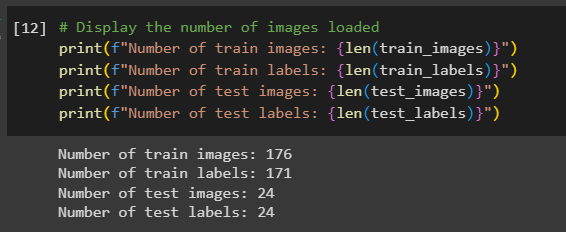 [12] # Display the number of images loaded
print(f"Number of train images: {len(train_images)}")
print(f"Number of train labels: {len(train_labels)}")
print(f"Number of test images: {len(test_images)}")
print(f"Number of test labels: {len(test_labels)}")
Number of train images: 176
Number of train labels: 171
Number of test images: 24
Number of test labels: 24